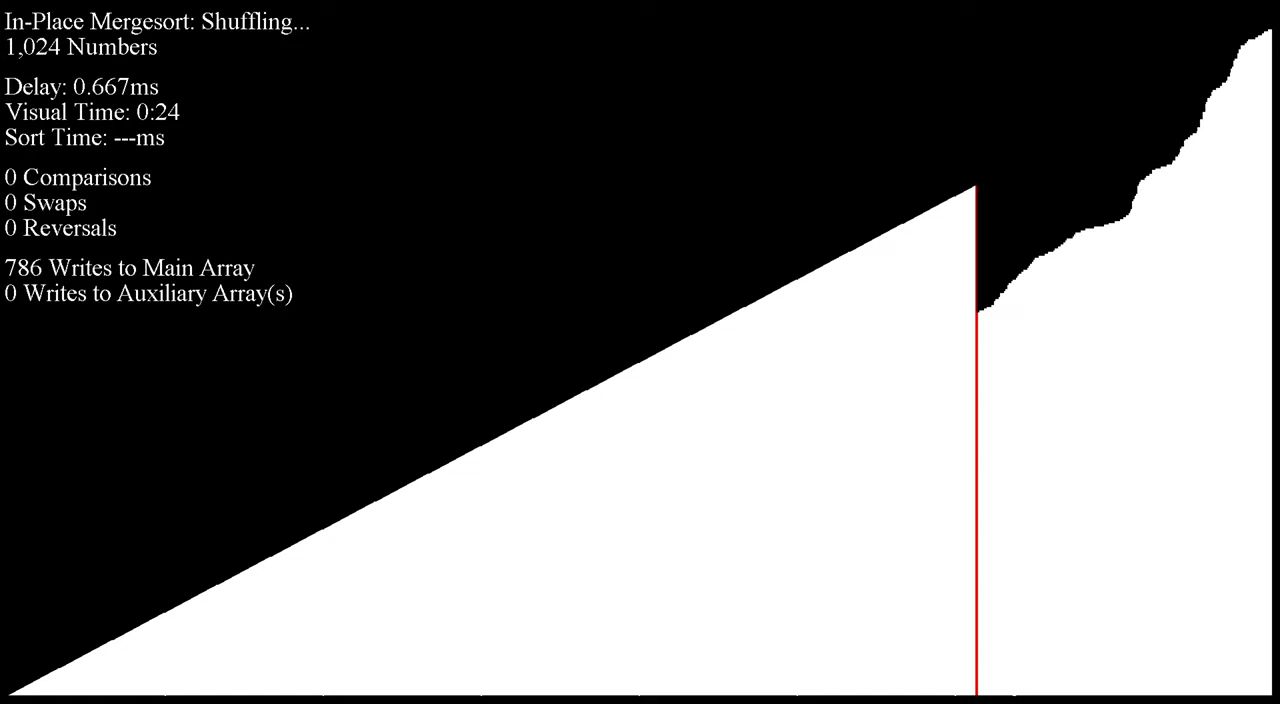 In-Place Mergesort: Shuffling...
1,024 Numbers
Delay: 0.667ms
Visual Time: 0:24
Sort Time: ---ms
0 Comparisons
0 Swaps
0 Reversals
786 Writes to Main Array
0 Writes to Auxiliary Array(s)